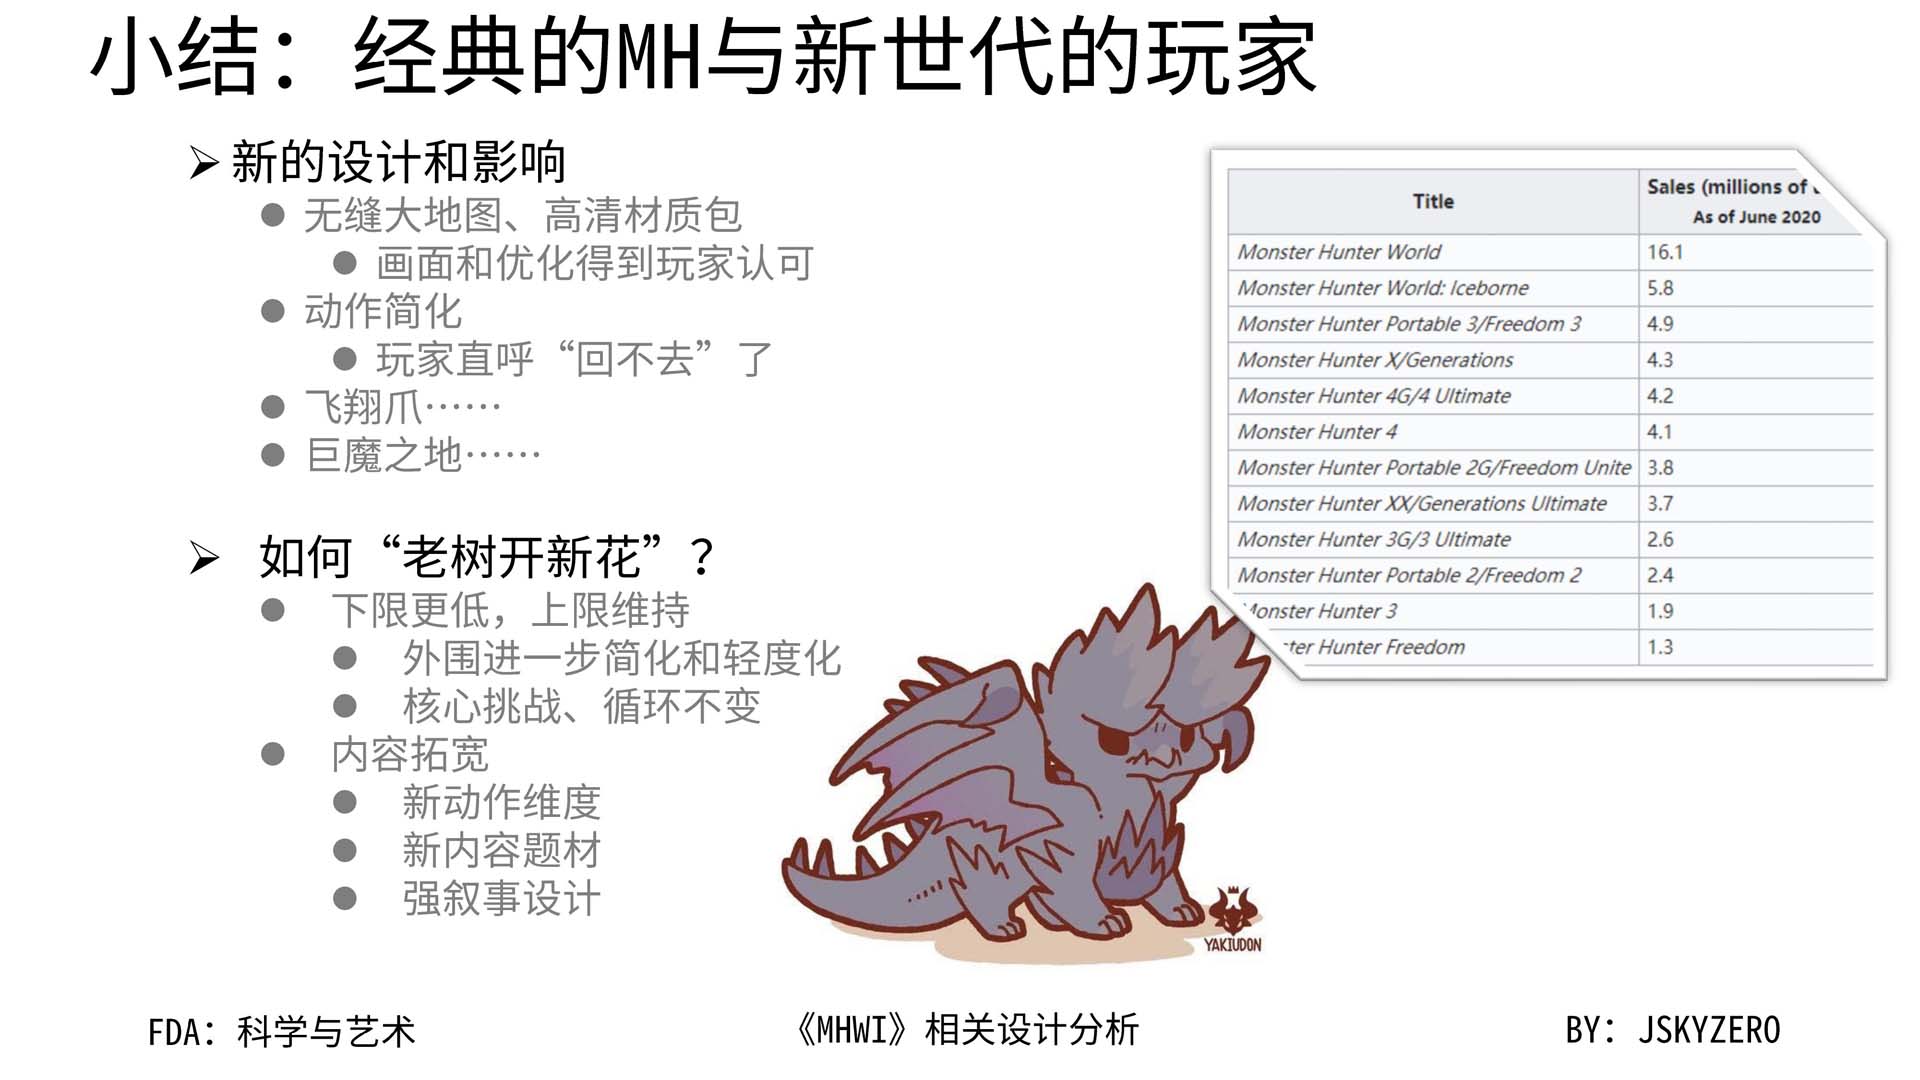 小结：经典的MH与新世代的玩家
新的设计和影响
无缝大地图、高清材质包
画面和优化得到玩家认可
动作简化
玩家直呼“回不去”了
飞翔爪……
巨魔之地……
如何“老树开新花”？
下限更低，上限维持
外围进一步简化和轻度化
核心挑战、循环不变
内容拓宽
新动作维度
新内容题材
强叙事设计
Title Sales (millions of
As of June 2020
Monster Hunter World 16.1
Monster Hunter World: Iceborne 5.8
Monster Hunter Portable 3/Freedom 3 4.9
Monster Hunter X/Generations 4.3
Monster Hunter 4G/4 Ultimate 4.2
Monster Hunter 4 4.1
Monster Hunter Portable 2G/Freedom Unite 3.8
Monster Hunter XX/Generations Ultimate 3.7
Monster Hunter 3G/3 Ultimate 2.6
Monster Hunter Portable 2/Freedom 2 2.4
Monster Hunter 3 1.9
Hunter Freedom 1.3
YAKIUDON
FDA：科学与艺术
《MHWI》相关设计分析
BY：JSKYZERO